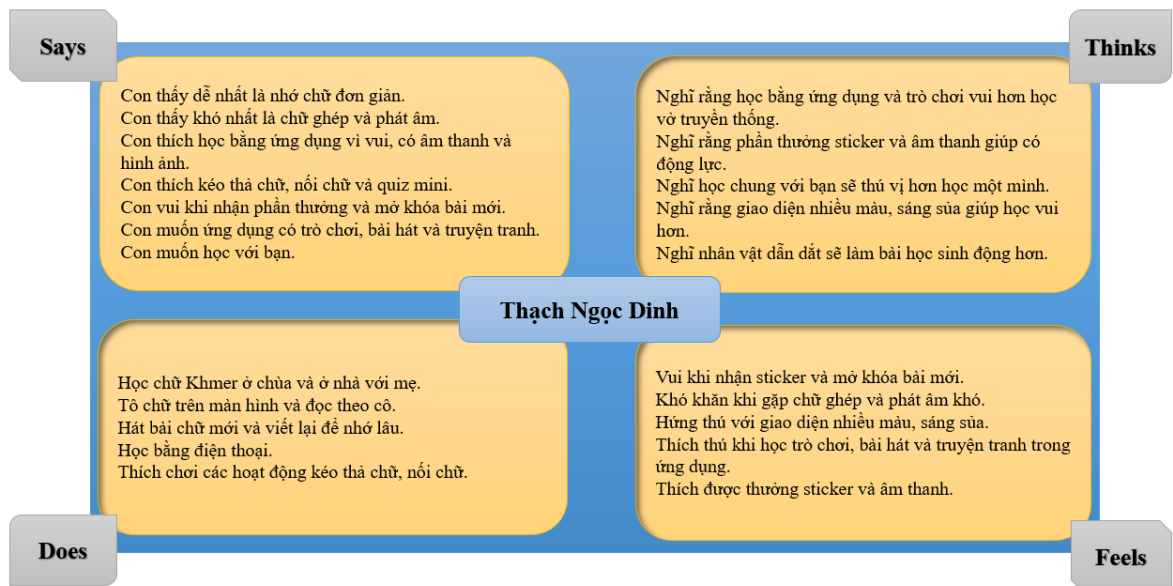 Says
Thinks
Con thấy dễ nhất là nhớ chữ đơn giản.
Con thấy khó nhất là chữ ghép và phát âm.
Con thích học bằng ứng dụng vì vui, có âm thanh và
hình ảnh.
Con thích kéo thả chữ, nối chữ và quiz mini.
Con vui khi nhận phần thưởng và mở khóa bài mới.
Con muốn ứng dụng có trò chơi, bài hát và truyện tranh.
Con muốn học với bạn.
Nghĩ rằng học bằng ứng dụng và trò chơi vui hơn học
vở truyền thống.
Nghĩ rằng phần thưởng sticker và âm thanh giúp có
động lực.
Nghĩ học chung với bạn sẽ thú vị hơn học một mình.
Nghĩ rằng giao diện nhiều màu, sáng sủa giúp học vui
hơn.
Nghĩ nhân vật dẫn dắt sẽ làm bài học sinh động hơn.
Thạch Ngọc Dinh
Học chữ Khmer ở chùa và ở nhà với mẹ.
Tô chữ trên màn hình và đọc theo cô.
Hát bài chữ mới và viết lại để nhớ lâu.
Học bằng điện thoại.
Thích chơi các hoạt động kéo thả chữ, nối chữ.
Vui khi nhận sticker và mở khóa bài mới.
Khó khăn khi gặp chữ ghép và phát âm khó.
Hứng thú với giao diện nhiều màu, sáng sủa.
Thích thú khi học trò chơi, bài hát và truyện tranh trong
ứng dụng.
Thích được thưởng sticker và âm thanh.
Does
Feels